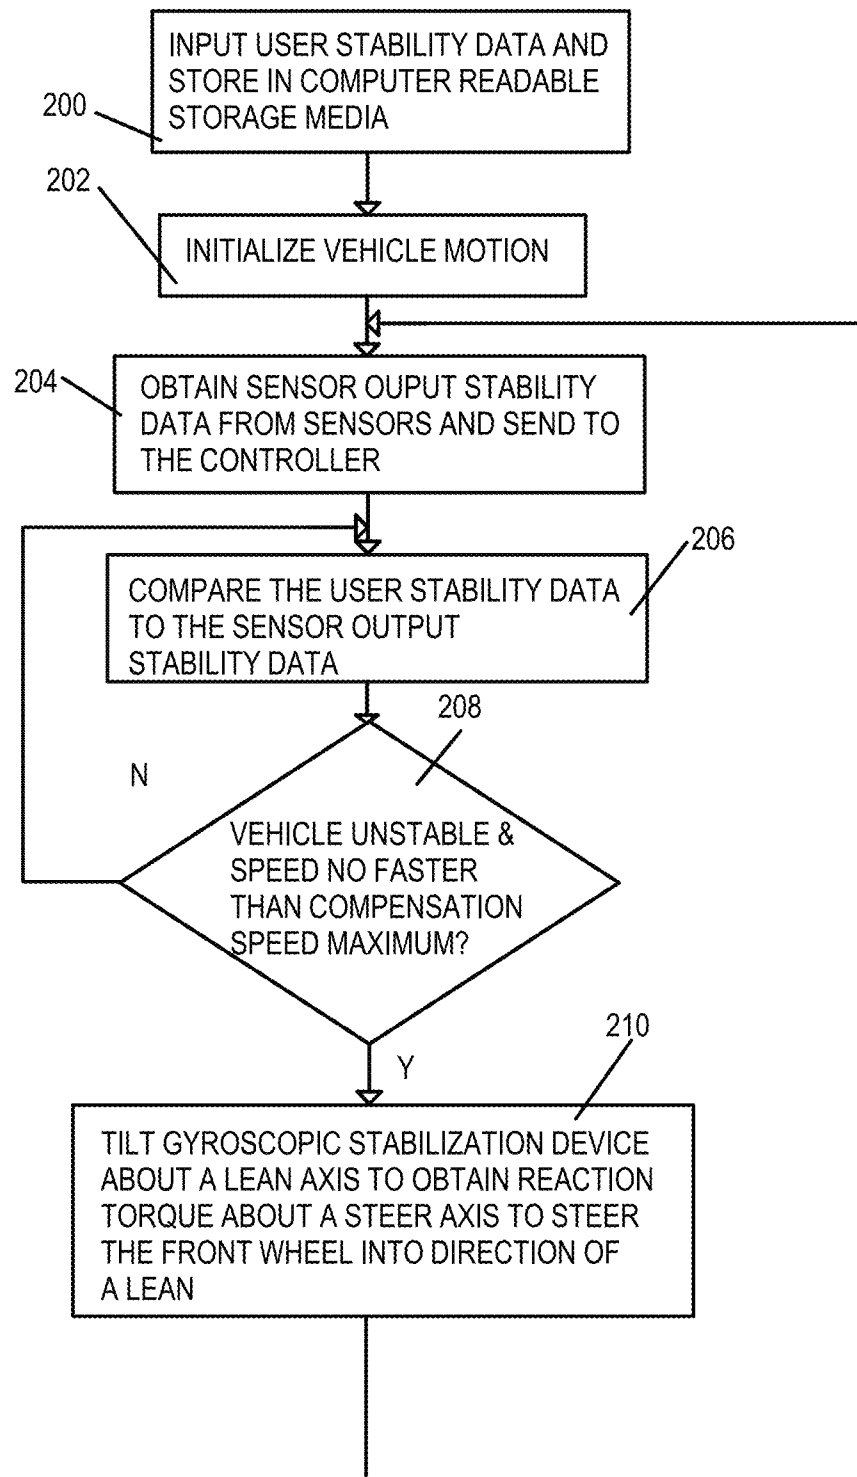 INPUT USER STABILITY DATA AND
STORE IN COMPUTER READABLE
STORAGE MEDIA
200
202
INITIALIZE VEHICLE MOTION
204
OBTAIN SENSOR OUPUT STABILITY
DATA FROM SENSORS AND SEND TO
THE CONTROLLER
206
COMPARE THE USER STABILITY DATA
TO THE SENSOR OUTPUT
STABILITY DATA
208
N
VEHICLE UNSTABLE &
SPEED NO FASTER
THAN COMPENSATION
SPEED MAXIMUM?
210
Y
TILT GYROSCOPIC STABILIZATION DEVICE
ABOUT A LEAN AXIS TO OBTAIN REACTION
TORQUE ABOUT A STEER AXIS TO STEER
THE FRONT WHEEL INTO DIRECTION OF
A LEAN